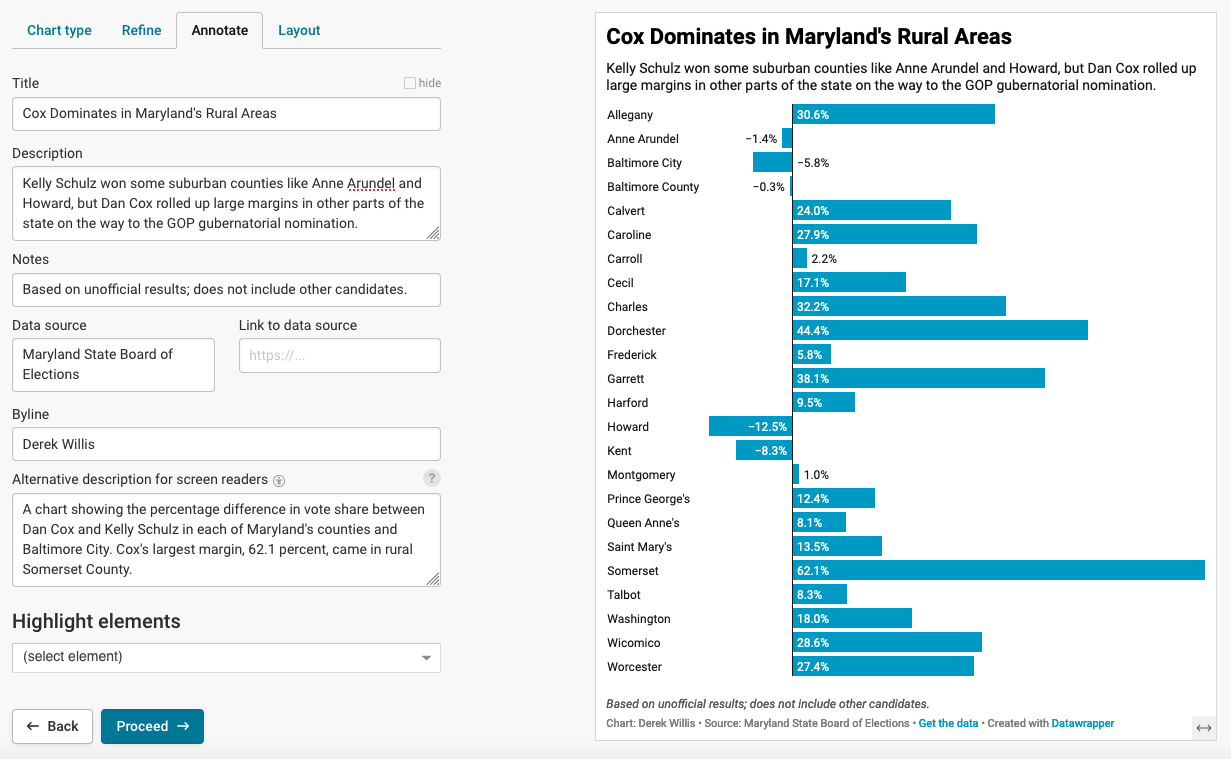 Chart type
Refine
Annotate
Layout
Title
hide
Cox Dominates in Maryland's Rural Areas
Description
Kelly Schulz won some suburban counties like Anne Arundel and
Howard, but Dan Cox rolled up large margins in other parts of the
state on the way to the GOP gubernatorial nomination.
Notes
Based on unofficial results; does not include other candidates.
Data source
Link to data source
Maryland State Board of
Elections
https://...
Byline
Derek Willis
Alternative description for screen readers
?
A chart showing the percentage difference in vote share between
Dan Cox and Kelly Schulz in each of Maryland's counties and
Baltimore City. Cox's largest margin, 62.1 percent, came in rural
Somerset County.
Highlight elements
(select element)
← Back
Proceed →
Cox Dominates in Maryland's Rural Areas
Kelly Schulz won some suburban counties like Anne Arundel and Howard, but Dan Cox rolled up
large margins in other parts of the state on the way to the GOP gubernatorial nomination.
Allegany 30.6%
Anne Arundel −1.4%
Baltimore City −5.8%
Baltimore County −0.3%
Calvert 24.0%
Caroline 27.9%
Carroll 2.2%
Cecil 17.1%
Charles 32.2%
Dorchester 44.4%
Frederick 5.8%
Garrett 38.1%
Harford 9.5%
Howard −12.5%
Kent −8.3%
Montgomery 1.0%
Prince George's 12.4%
Queen Anne's 8.1%
Saint Mary's 13.5%
Somerset 62.1%
Talbot 8.3%
Washington 18.0%
Wicomico 28.6%
Worcester 27.4%
Based on unofficial results; does not include other candidates.
Chart: Derek Willis • Source: Maryland State Board of Elections • Get the data • Created with Datawrapper